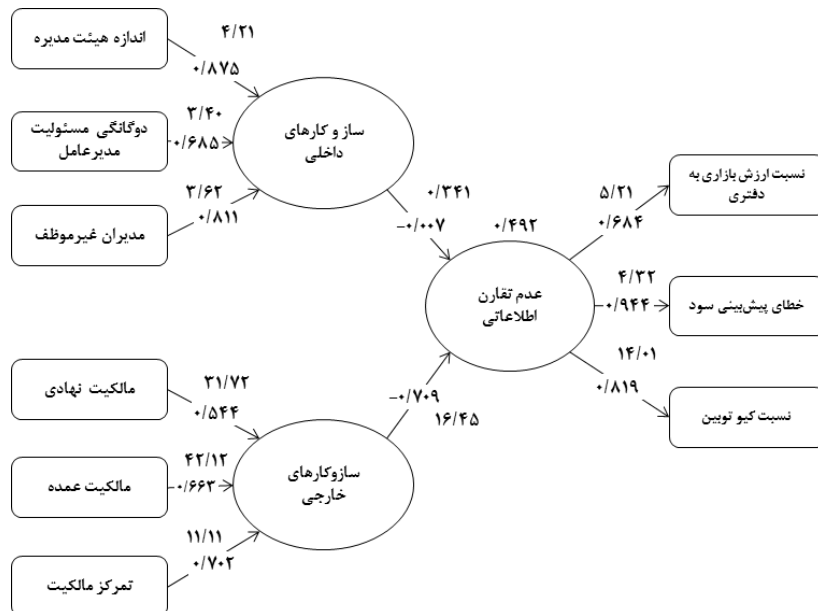 اندازه هیئت مدیره
۴/۲۱
۰/۸۷۵
دوگانگی مسئولیت
مدیرعامل
۳/۴۰
۰/۶۸۵
مدیران غیرموظف
۳/۶۲
۰/۸۱۱
ساز و کارهای
داخلی
۰/۳۴۱
-۰/۰۰۷
مالکیت نهادی
۳۱/۷۲
۰/۵۴۴
مالکیت عمده
۴۲/۱۲
۰/۶۶۳
تمرکز مالکیت
۱۱/۱۱
۰/۷۰۲
سازوکارهای
خارجی
-۰/۷۰۹
۱۶/۴۵
۰/۴۹۲
عدم تقارن
اطلاعاتی
۵/۲۱
۰/۶۸۴
نسبت ارزش بازاری به
دفتری
۴/۳۲
۰/۹۴۴
خطای پیش‌بینی سود
۱۴/۰۱
۰/۸۱۹
نسبت کیو توبین